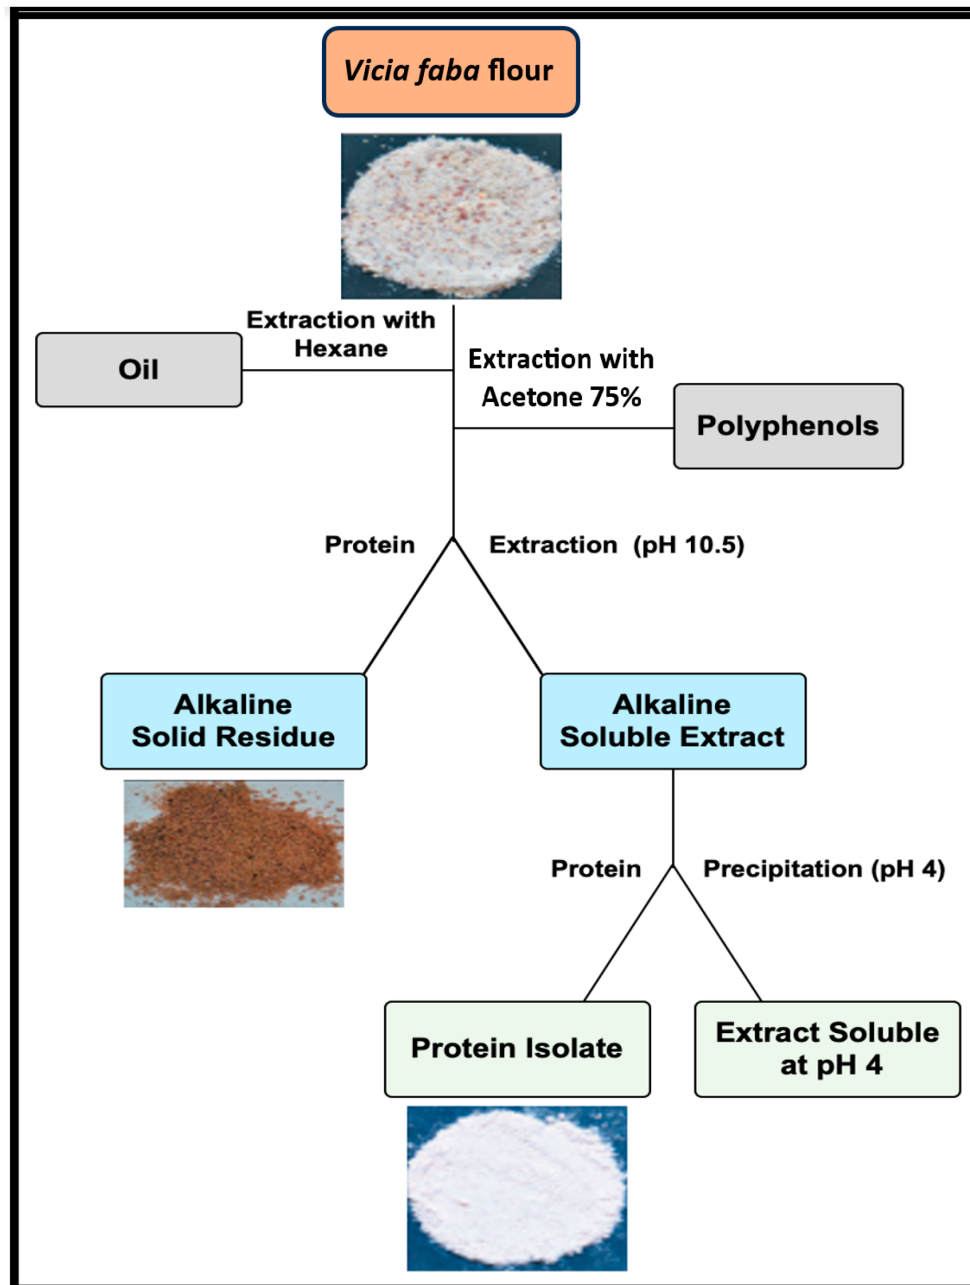 Vicia faba flour
Extraction with
Hexane
Oil
Extraction with
Acetone 75%
Polyphenols
Protein Extraction (pH 10.5)
Alkaline
Solid Residue
Alkaline
Soluble Extract
Protein Precipitation (pH 4)
Protein Isolate
Extract Soluble
at pH 4